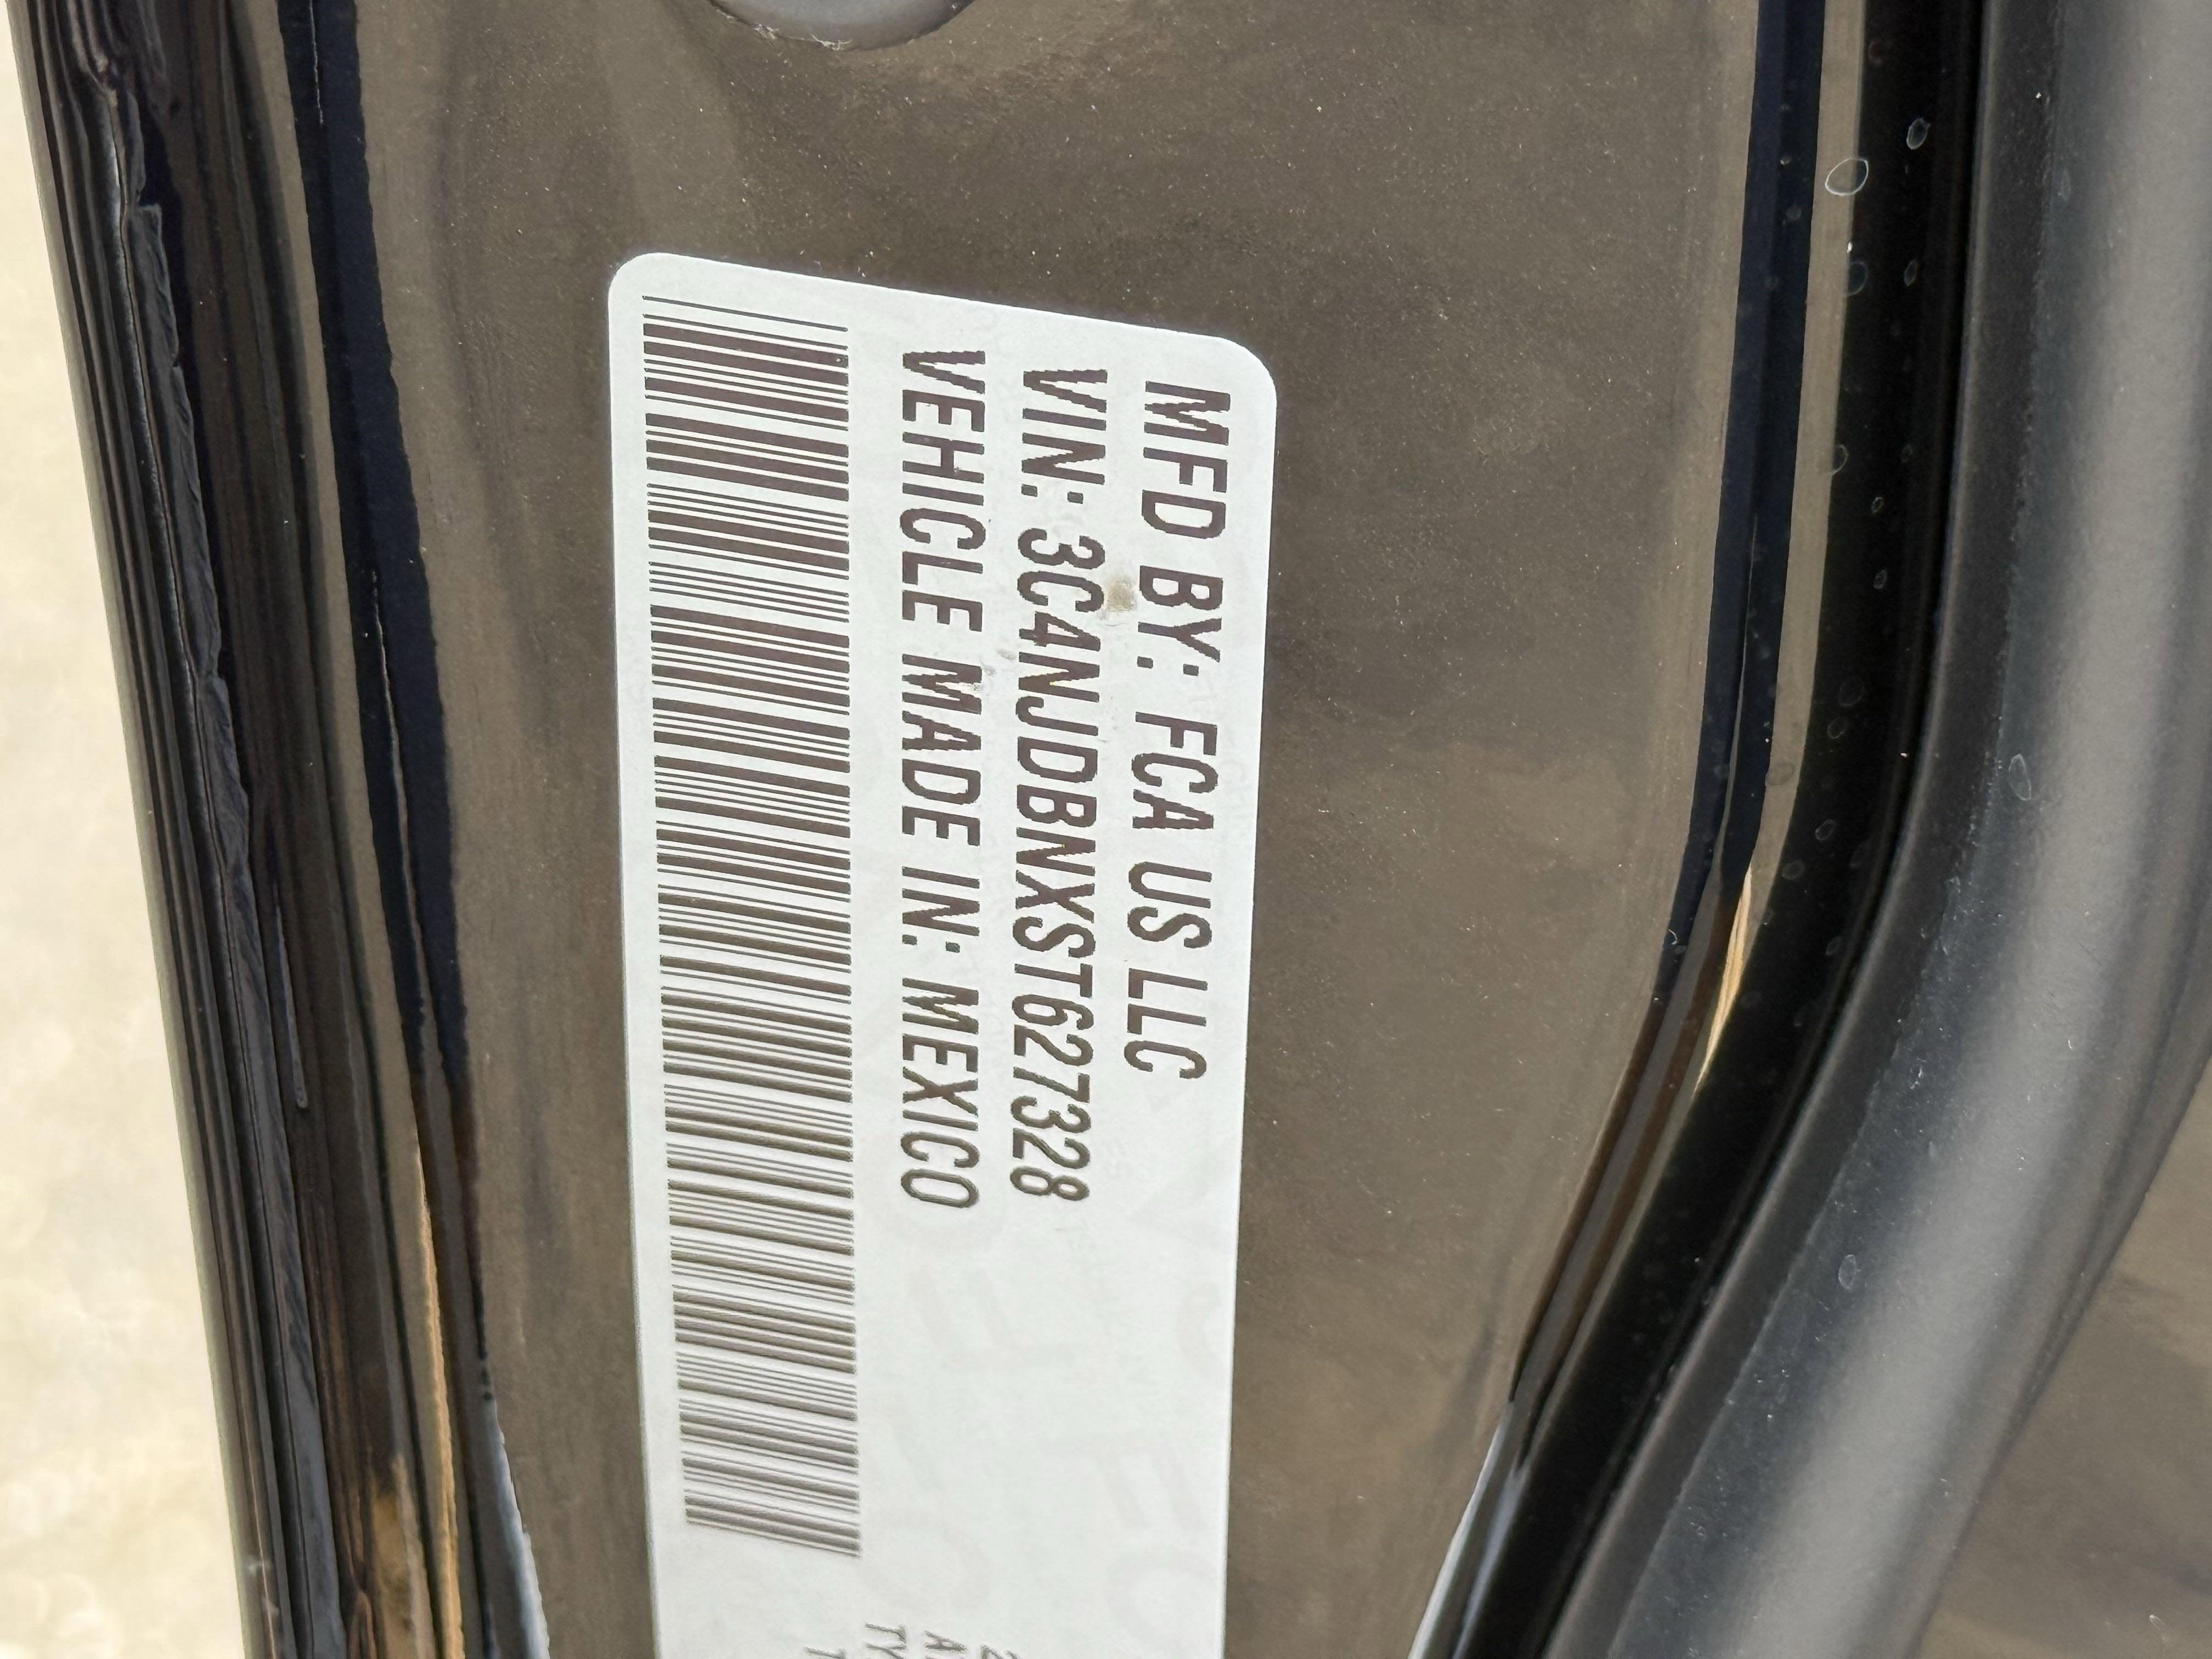 MFD BY: FCA US LLC
VIN: 3C4NJDBNXST627328
VEHICLE MADE IN: MEXICO